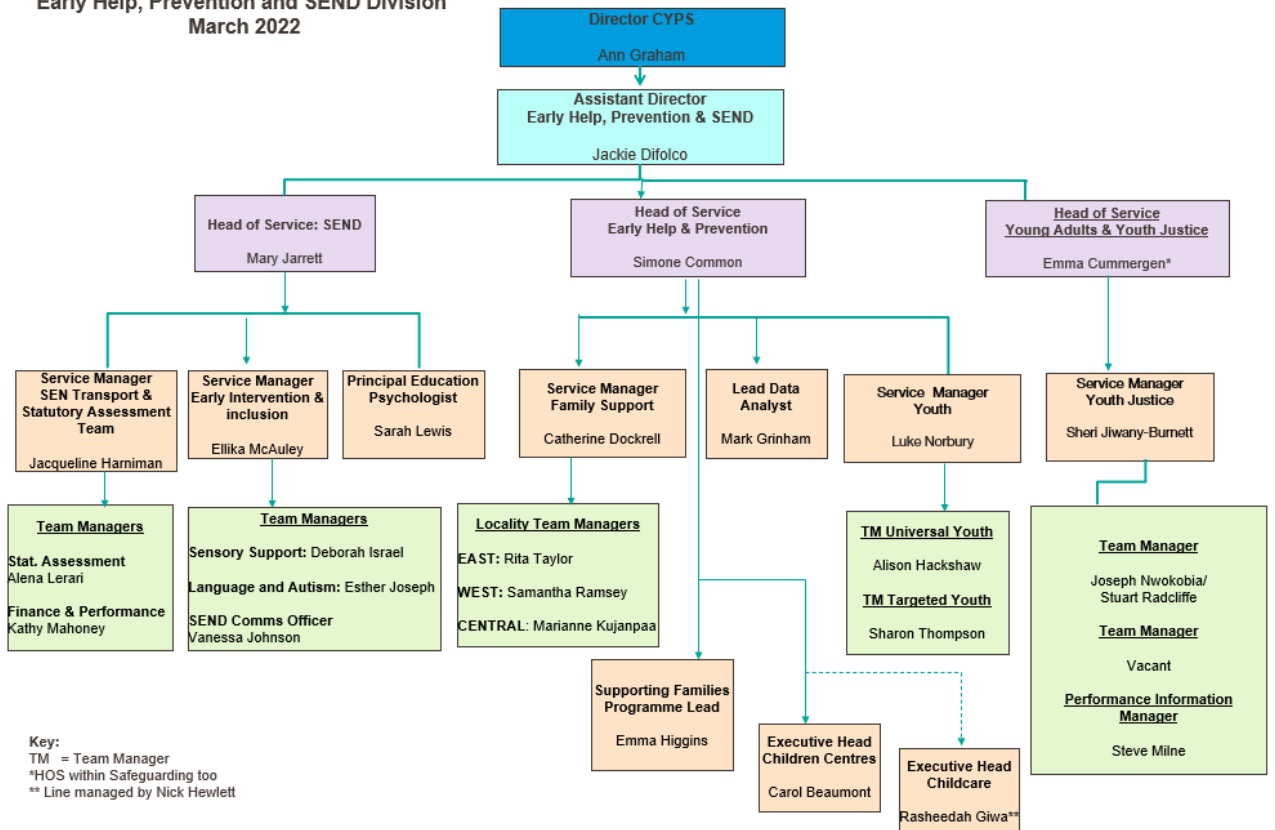 Early Help, Prevention and SEND Division
March 2022
Director CYPS
Ann Graham
Assistant Director
Early Help, Prevention & SEND
Jackie Difolco
Head of Service: SEND
Mary Jarrett
Head of Service
Early Help & Prevention
Simone Common
Head of Service
Young Adults & Youth Justice
Emma Cummergen*
Service Manager
SEN Transport &
Statutory Assessment
Team
Jacqueline Harniman
Service Manager
Early Intervention &
inclusion
Ellika McAuley
Principal Education
Psychologist
Sarah Lewis
Service Manager
Family Support
Catherine Dockrell
Lead Data
Analyst
Mark Grinham
Service Manager
Youth
Luke Norbury
Service Manager
Youth Justice
Sheri Jiwany-Burnett
Team Managers
Stat. Assessment
Alena Lerari
Finance & Performance
Kathy Mahoney
Team Managers
Sensory Support: Deborah Israel
Language and Autism: Esther Joseph
SEND Comms Officer
Vanessa Johnson
Locality Team Managers
EAST: Rita Taylor
WEST: Samantha Ramsey
CENTRAL: Marianne Kujanpaa
TM Universal Youth
Alison Hackshaw
TM Targeted Youth
Sharon Thompson
Team Manager
Joseph Nwokobia/
Stuart Radcliffe
Team Manager
Vacant
Performance Information
Manager
Steve Milne
Supporting Families
Programme Lead
Emma Higgins
Executive Head
Children Centres
Carol Beaumont
Executive Head
Childcare
Rasheedah Giwa**
Key:
TM = Team Manager
*HOS within Safeguarding too
** Line managed by Nick Hewlett